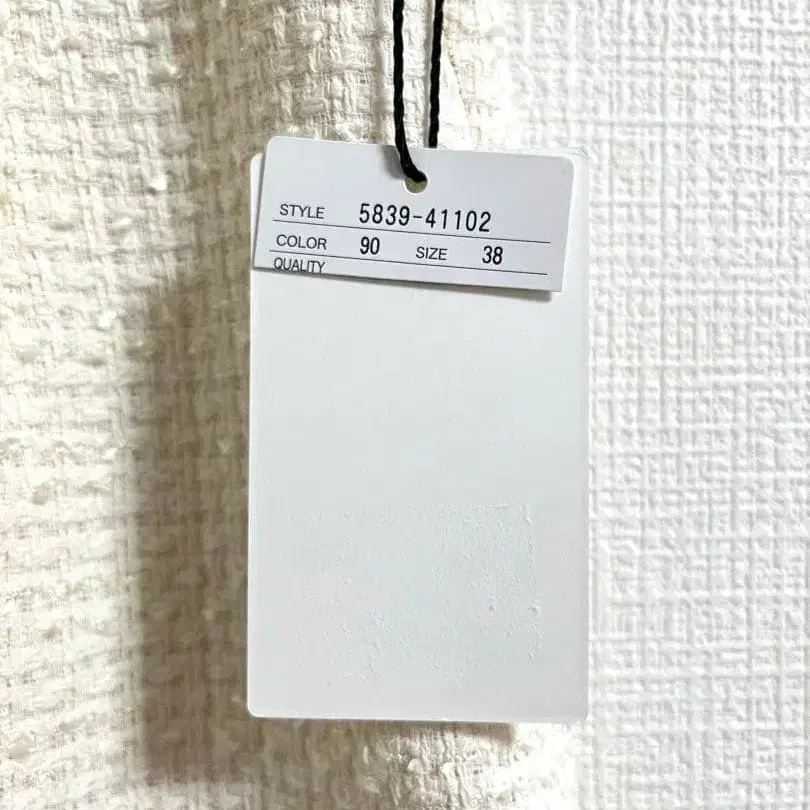 STYLE 5839-41102
COLOR 90 SIZE 38
QUALITY